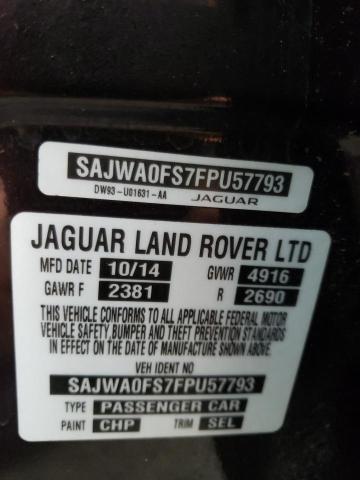 SAJWA0FS7FPU57793
DW93-U01631-AA JAGUAR
JAGUAR LAND ROVER LTD
MFD DATE 10/14 GVWR 4916
GAWR F 2381 R 2690
THIS VEHICLE CONFORMS TO ALL APPLICABLE FEDERAL MOTOR
VEHICLE SAFETY, BUMPER AND THEFT PREVENTION STANDARDS
IN EFFECT ON THE DATE OF MANUFACTURE SHOWN ABOVE.
VEH IDENT NO
SAJWA0FS7FPU57793
TYPE PASSENGER CAR
PAINT CHP TRIM SEL